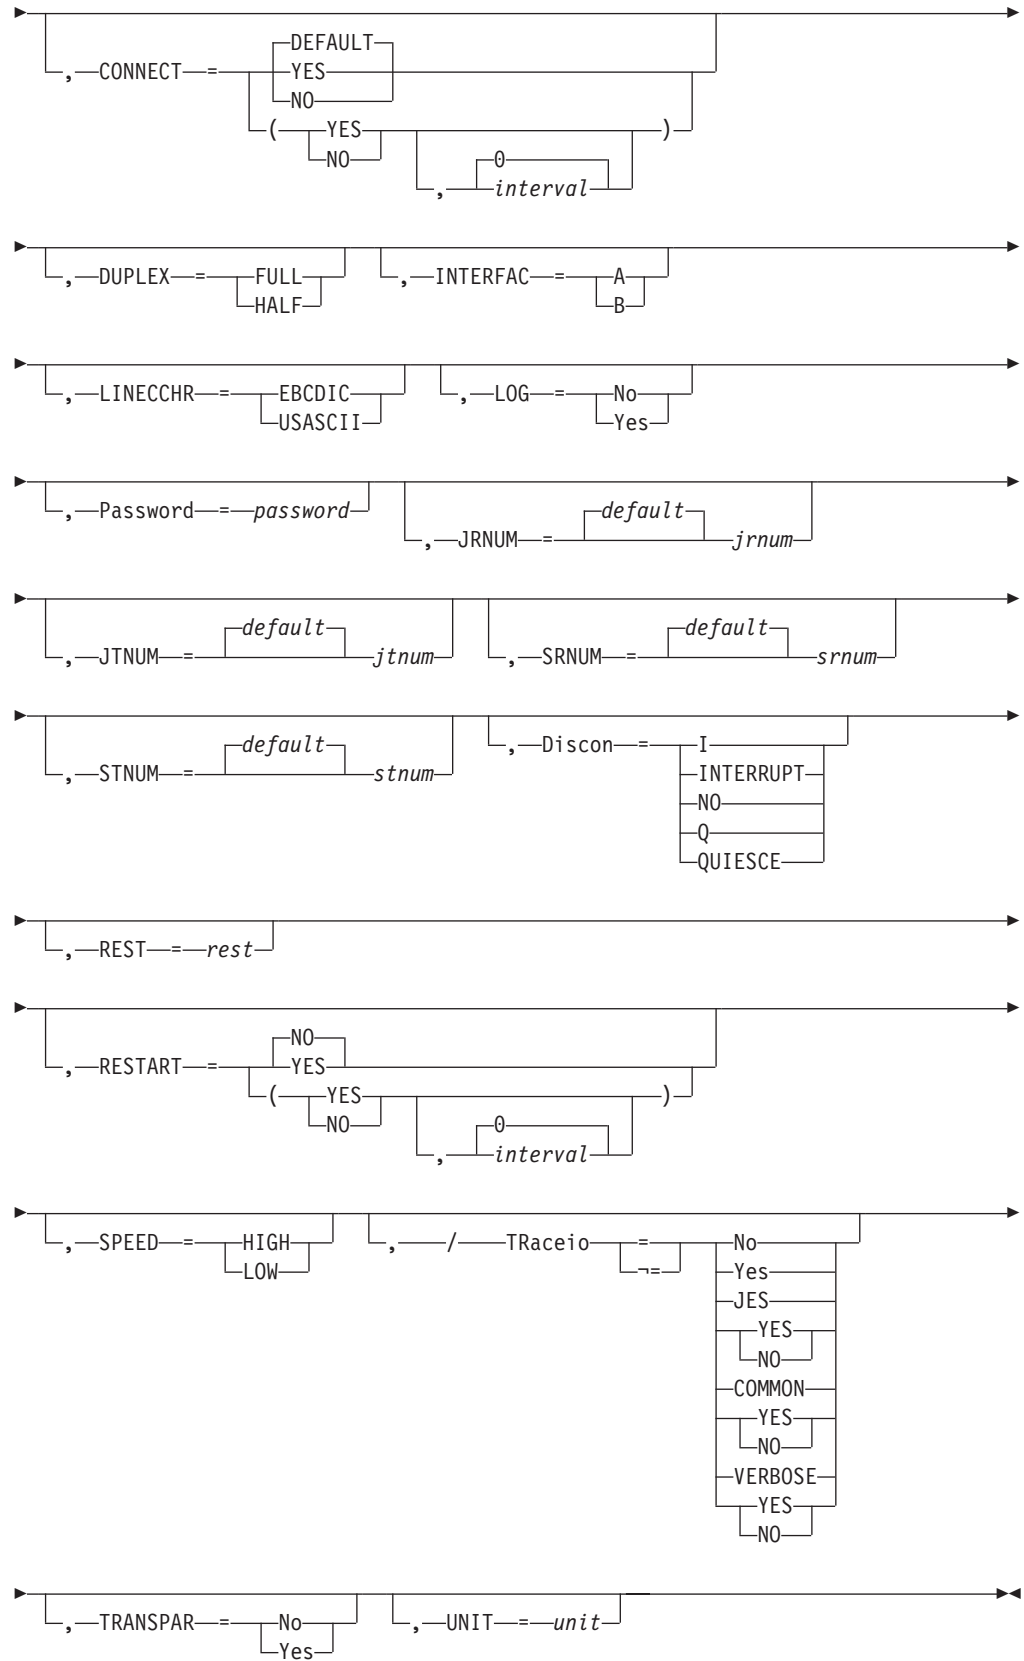 DEFAULT
, CONNECT = YES
NO
( YES )
NO 0
, interval
, DUPLEX = FULL , INTERFAC = A
HALF B
, LINECCHR = EBCDIC , LOG = No
USASCII Yes
, Password = password default
, JRNUM = jrnum
default default
, JTNUM = jtnum , SRNUM = srnum
default , Discon = I
, STNUM = stnum INTERRUPT
NO
Q
QUIESCE
, REST = rest
NO
, RESTART = YES
( YES )
NO 0
, interval
, SPEED = HIGH , / TRaceio = No
LOW ¬= Yes
JES
YES
NO
COMMON
YES
NO
VERBOSE
YES
NO
, TRANSPAR = No , UNIT = unit
Yes